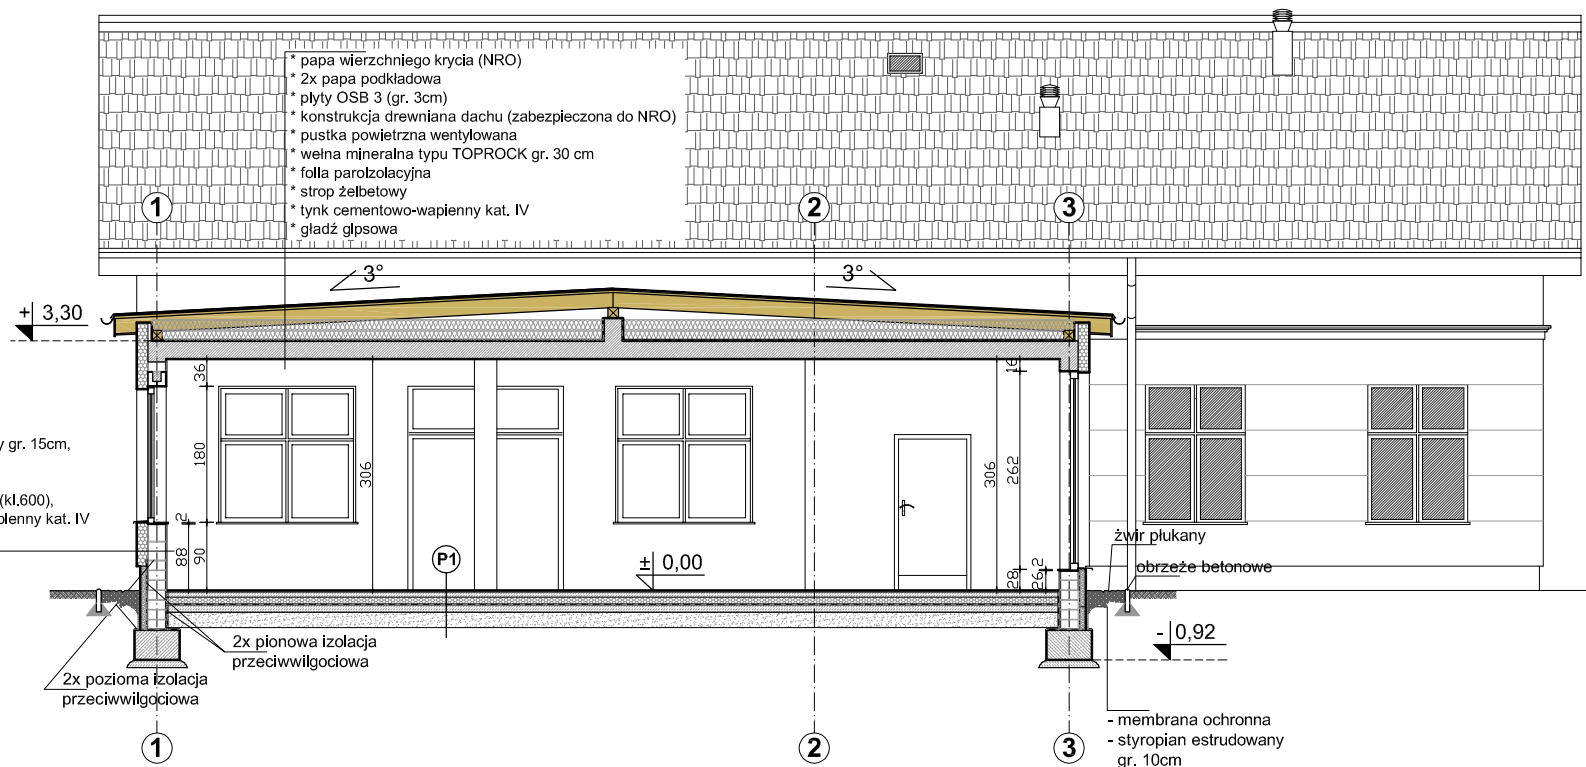 * papa wierzchniego krycia (NRO)
* 2x papa podkładowa
* płyty OSB 3 (gr. 3cm)
* konstrukcja drewniana dachu (zabezpieczona do NRO)
* pustka powietrzna wentylowana
* wełna mineralna typu TOPROCK gr. 30 cm
* folia paroizolacyjna
* strop żelbetowy
* tynk cementowo-wapienny kat. IV
* gładź gipsowa
1
2
3
3°
3°
+ 3,30
36
180
2
88
90
306
306
16
262
28
26,2
y gr. 15cm,
(kl.600),
pienny kat. IV
P1
± 0,00
żwir płukany
obrzeże betonowe
2x pionowa izolacja
przeciwwilgociowa
- 0,92
2x pozioma izolacja
przeciwwilgociowa
- membrana ochronna
- styropian estrudowany
gr. 10cm
1
2
3